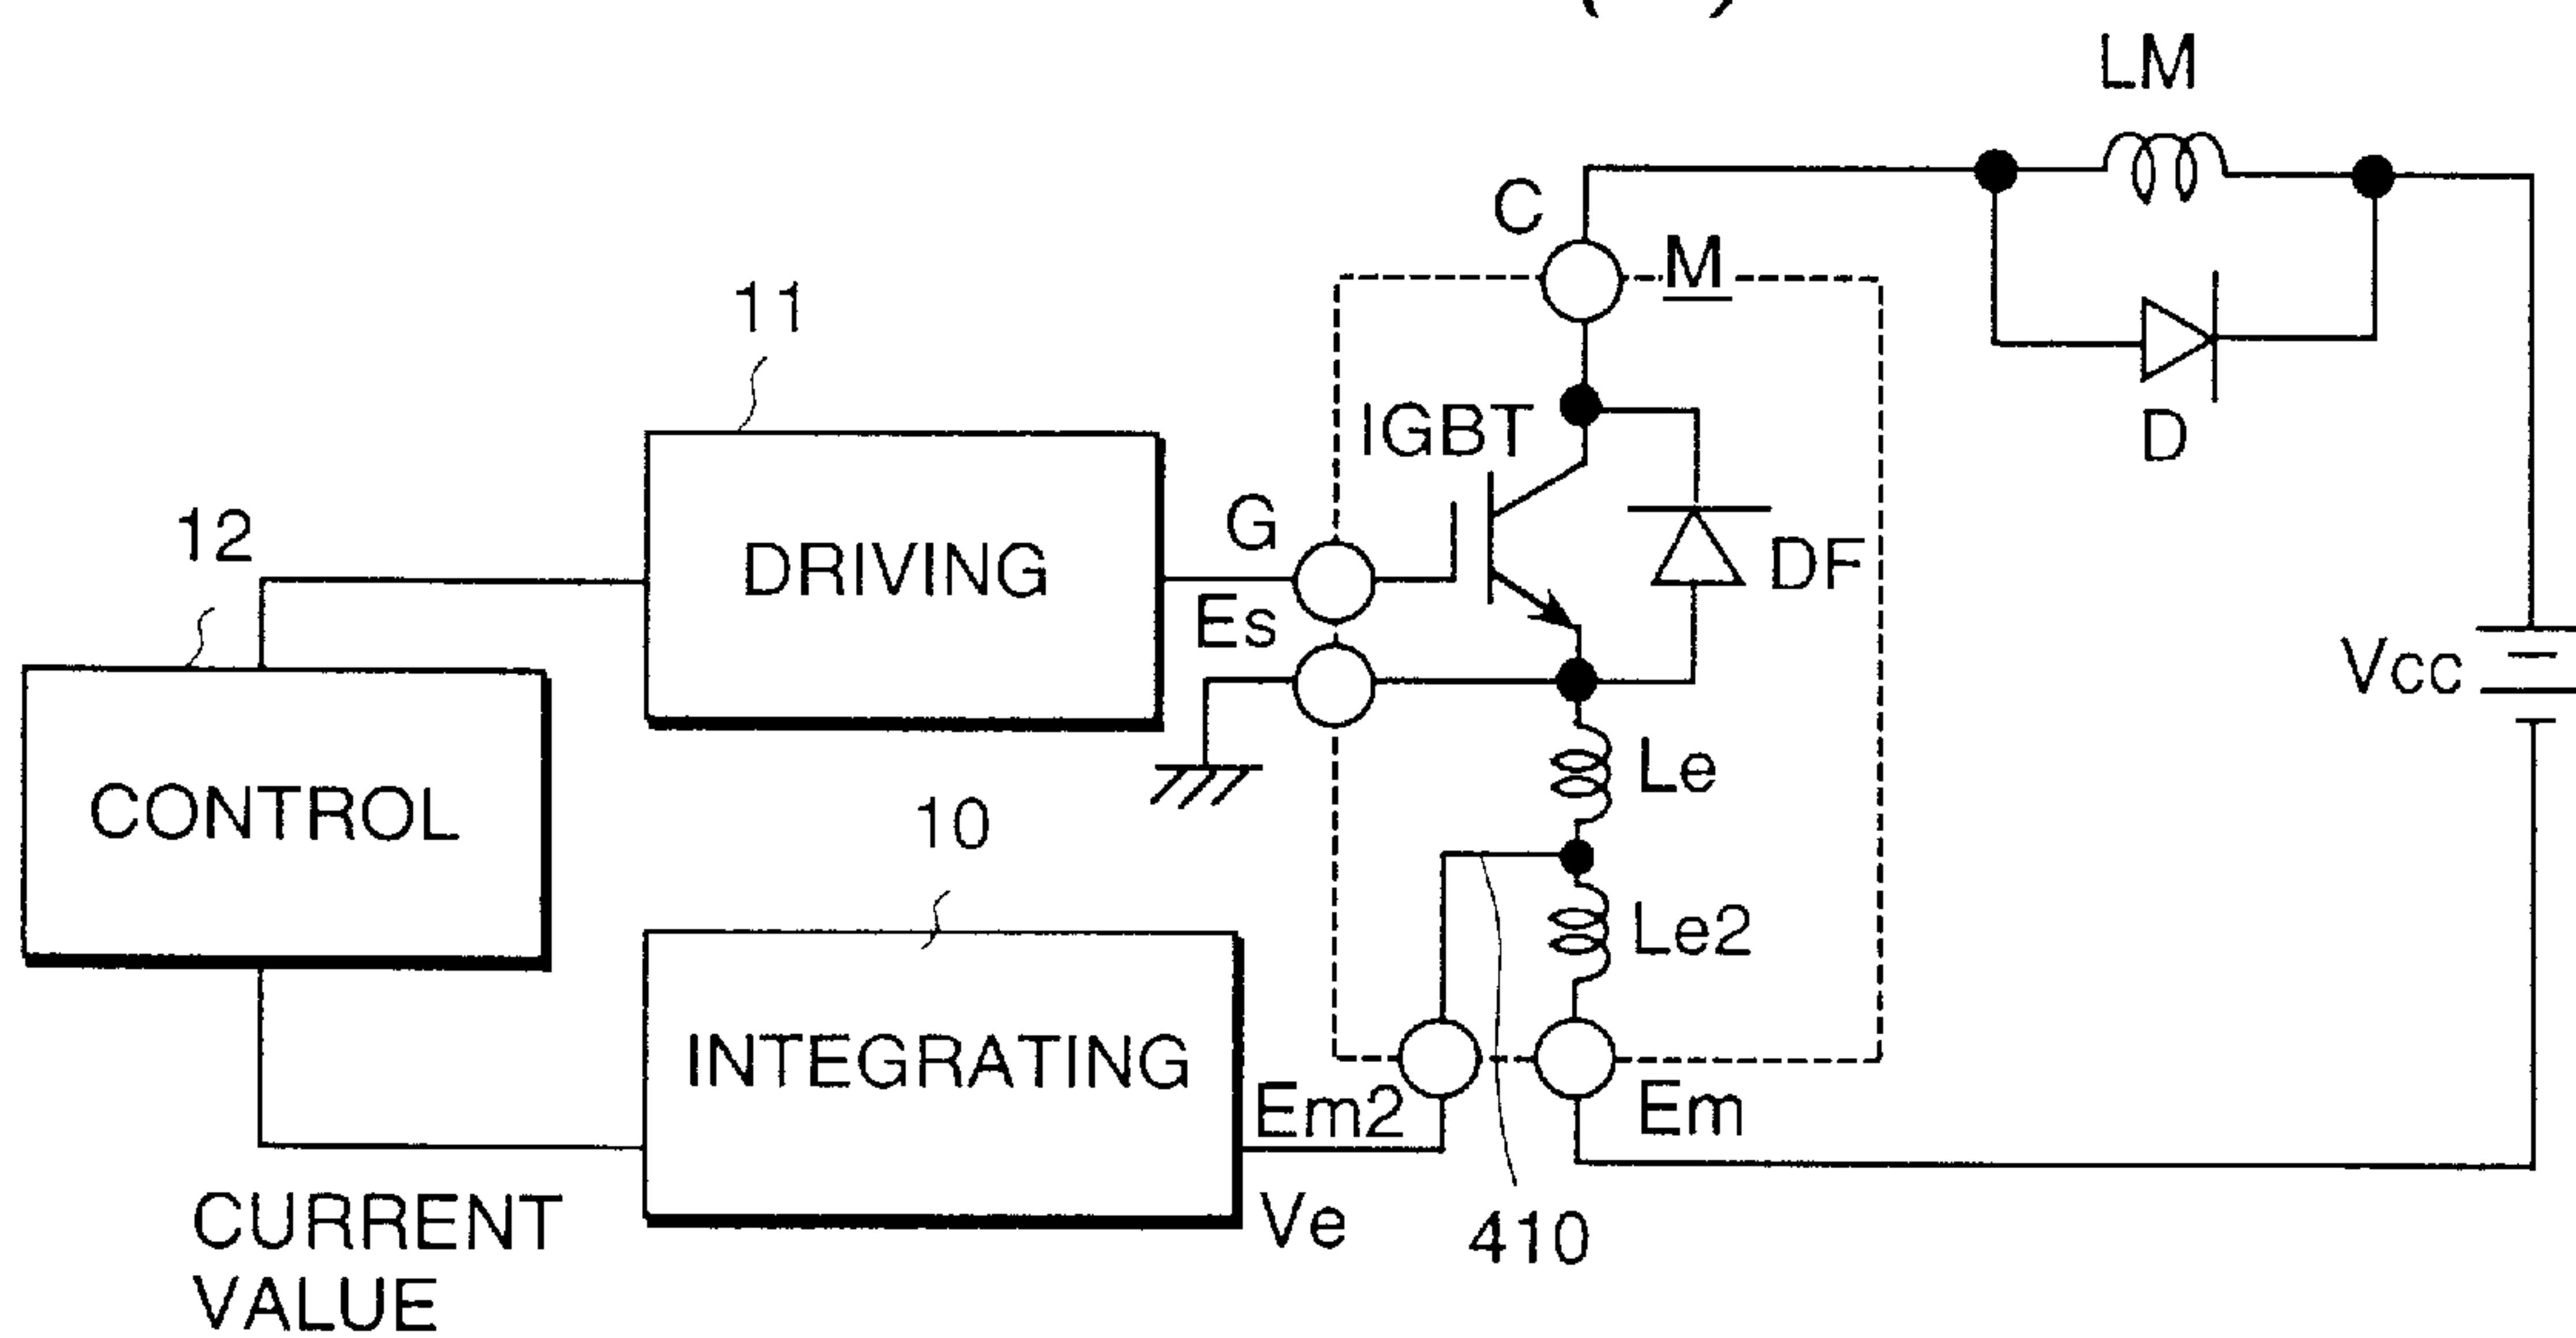 LM
C
M
11
IGBT
D
12
G
DRIVING
DF
Es
Vcc
Le
CONTROL
10
Le2
INTEGRATING
Em2
Em
Ve
410
CURRENT
VALUE